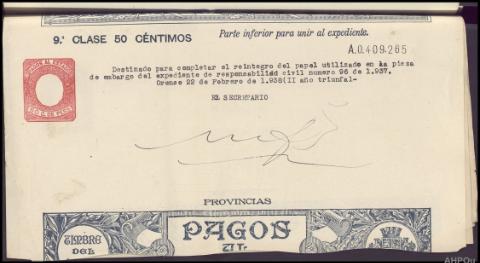 9.ª CLASE 50 CÉNTIMOS
Parte inferior para unir al expediente.
A.0.409.265
Destinado para completar el reintegro del papel utilizado en la pieza
de embargo del expediente de responsabilidad civil numero 96 de 1.937.
Orense 22 de Febrero de 1.938(II año triunfal-
EL SECRETARIO
PROVINCIAS
TIMBRE DEL
PAGOS
AHPOu